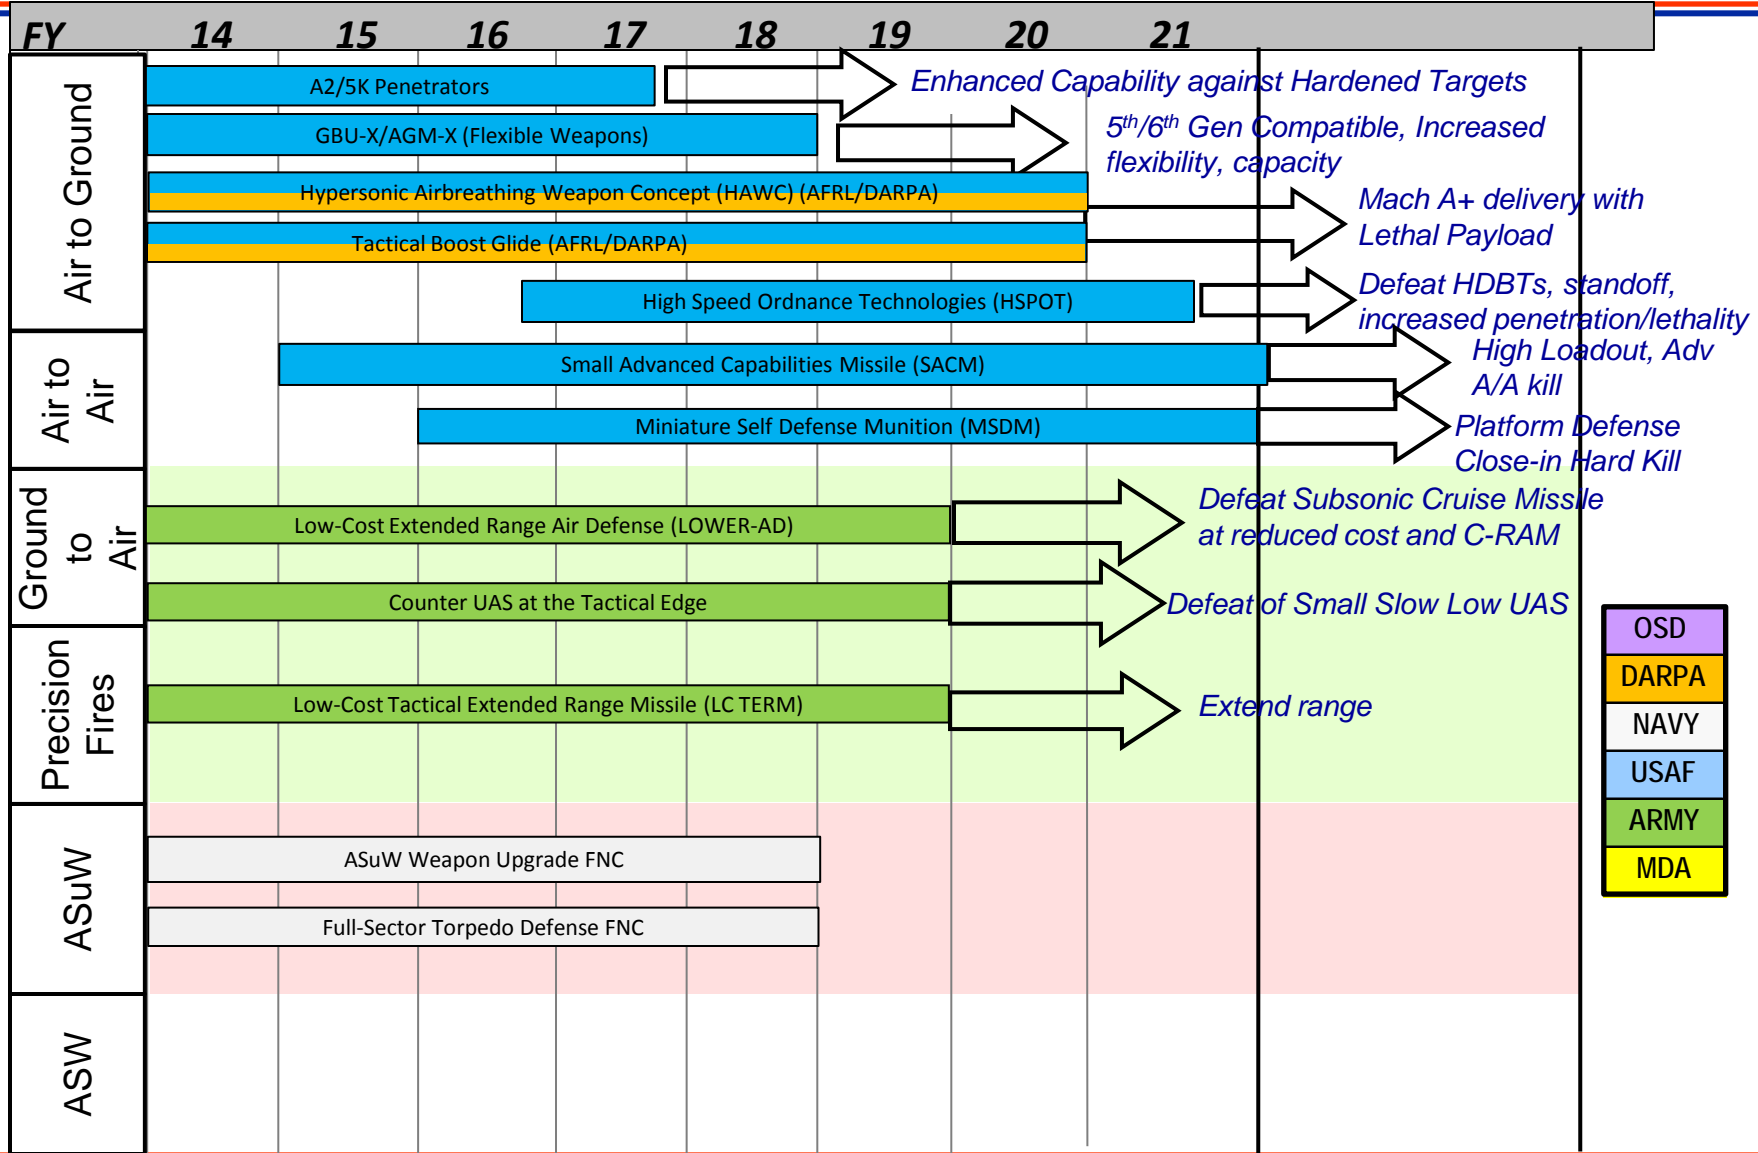 FY 14 15 16 17 18 19 20 21
Air to Ground
A2/5K Penetrators
Enhanced Capability against Hardened Targets
GBU-X/AGM-X (Flexible Weapons)
5th/6th Gen Compatible, Increased
flexibility, capacity
Hypersonic Airbreathing Weapon Concept (HAWC) (AFRL/DARPA)
Mach A+ delivery with
Lethal Payload
Tactical Boost Glide (AFRL/DARPA)
High Speed Ordnance Technologies (HSPOT)
Defeat HDBTs, standoff,
increased penetration/lethality
Air to
Air
Small Advanced Capabilities Missile (SACM)
High Loadout, Adv
A/A kill
Miniature Self Defense Munition (MSDM)
Platform Defense
Close-in Hard Kill
Ground
to
Air
Low-Cost Extended Range Air Defense (LOWER-AD)
Defeat Subsonic Cruise Missile
at reduced cost and C-RAM
Counter UAS at the Tactical Edge
Defeat of Small Slow Low UAS
Precision
Fires
Low-Cost Tactical Extended Range Missile (LC TERM)
Extend range
ASuW
ASuW Weapon Upgrade FNC
Full-Sector Torpedo Defense FNC
ASW
OSD
DARPA
NAVY
USAF
ARMY
MDA